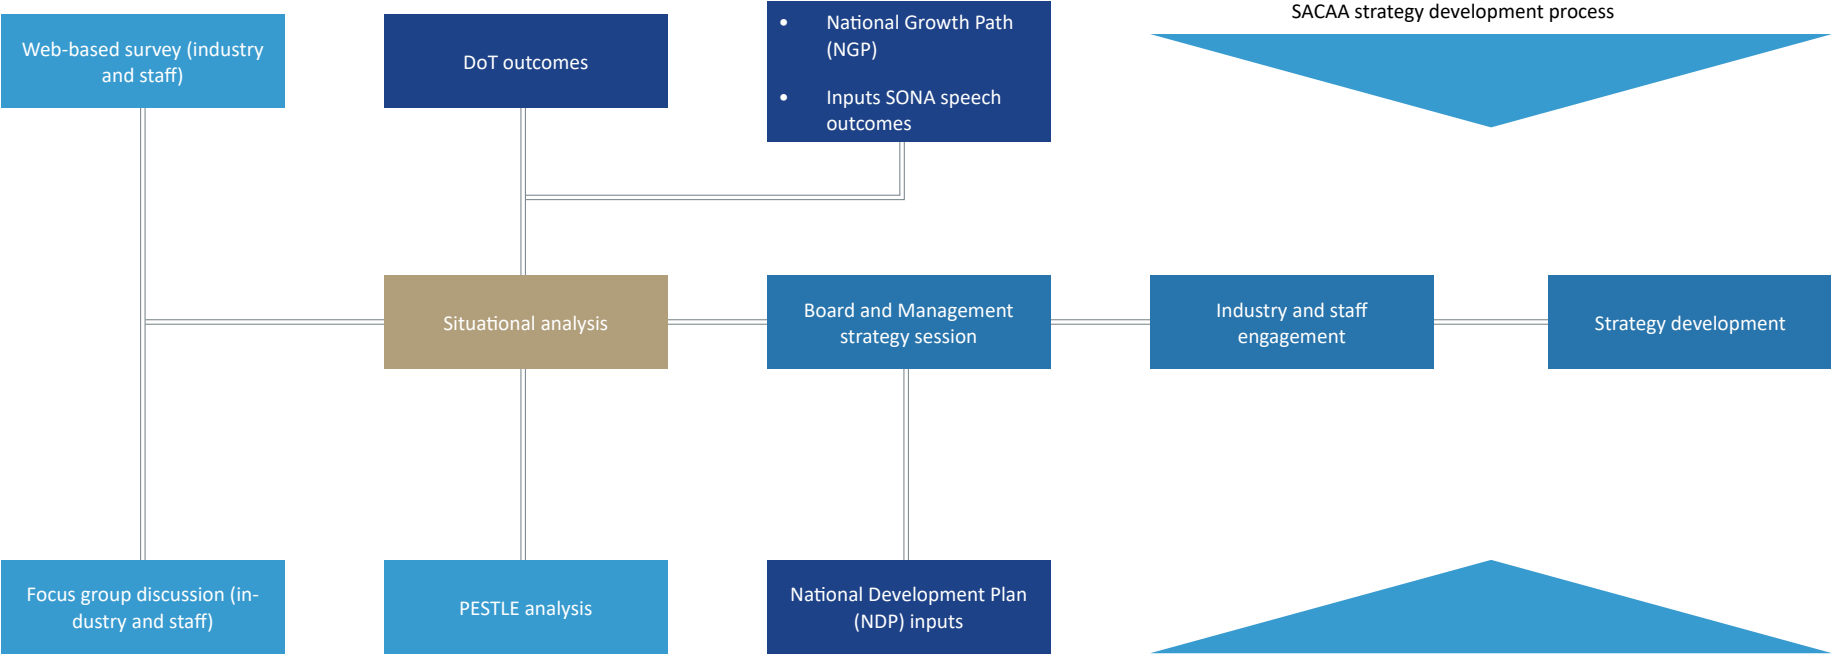 SACAA strategy development process
Web-based survey (industry
and staff)
DoT outcomes
• National Growth Path
(NGP)
• Inputs SONA speech
outcomes
Situational analysis
Board and Management
strategy session
Industry and staff
engagement
Strategy development
Focus group discussion (in-
dustry and staff)
PESTLE analysis
National Development Plan
(NDP) inputs